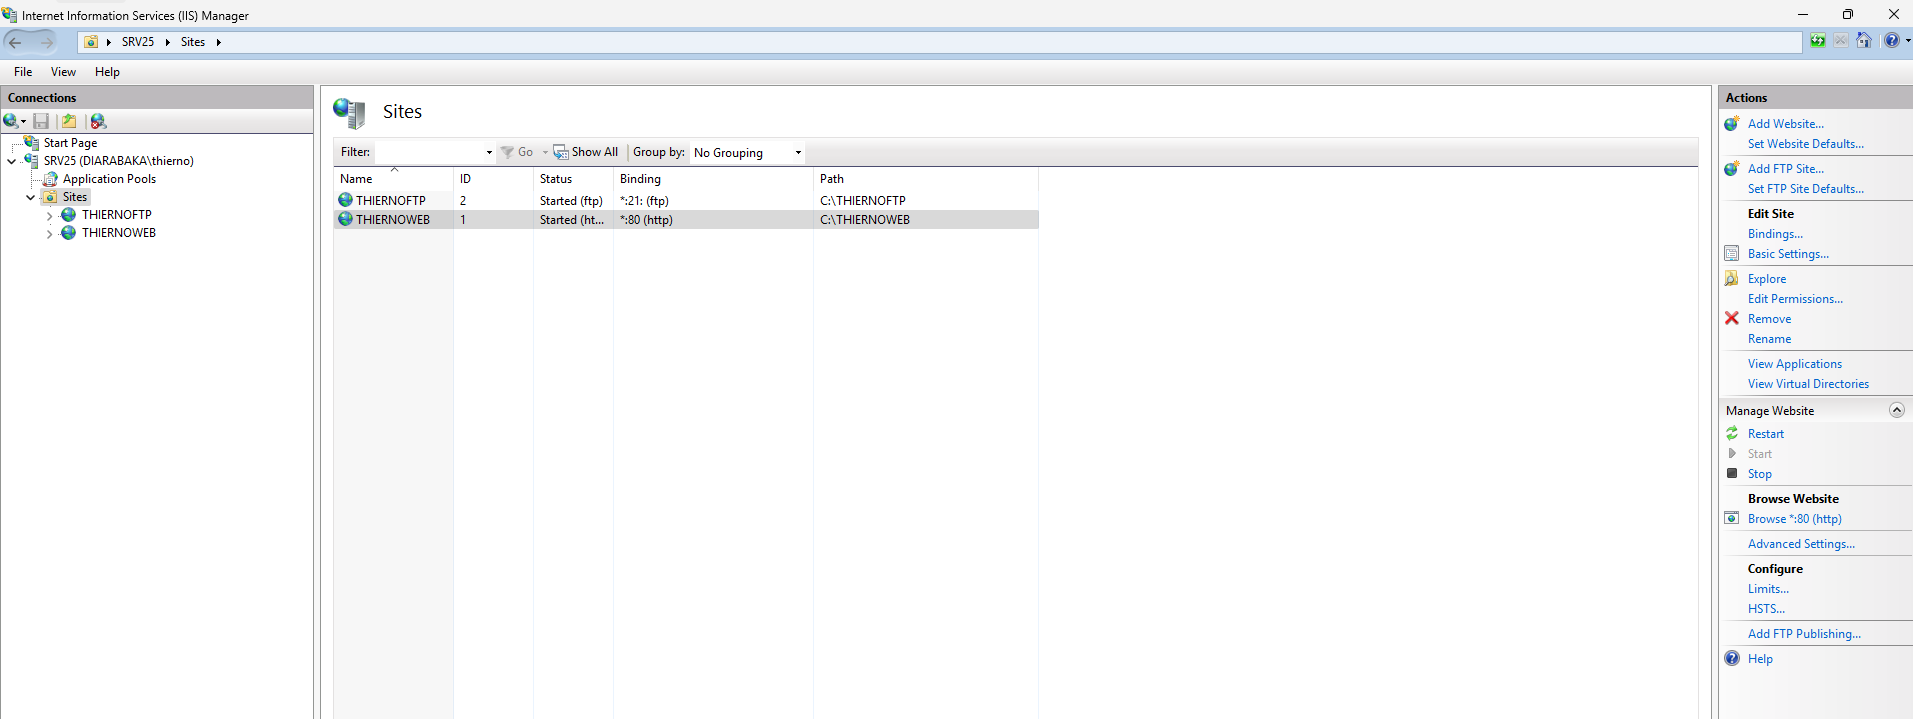 Internet Information Services (IIS) Manager
SRV25 Sites
File View Help
Connections
Start Page
SRV25 (DIARABAKA\thierno)
Application Pools
Sites
THIERNOFTP
THIERNOWEB
Sites
Filter: Go Show All Group by: No Grouping
Name ID Status Binding Path
THIERNOFTP 2 Started (ftp) *:21: (ftp) C:\THIERNOFTP
THIERNOWEB 1 Started (ht... *:80 (http) C:\THIERNOWEB
Actions
Add Website...
Set Website Defaults...
Add FTP Site...
Set FTP Site Defaults...
Edit Site
Bindings...
Basic Settings...
Explore
Edit Permissions...
Remove
Rename
View Applications
View Virtual Directories
Manage Website
Restart
Start
Stop
Browse Website
Browse *:80 (http)
Advanced Settings...
Configure
Limits...
HSTS...
Add FTP Publishing...
Help